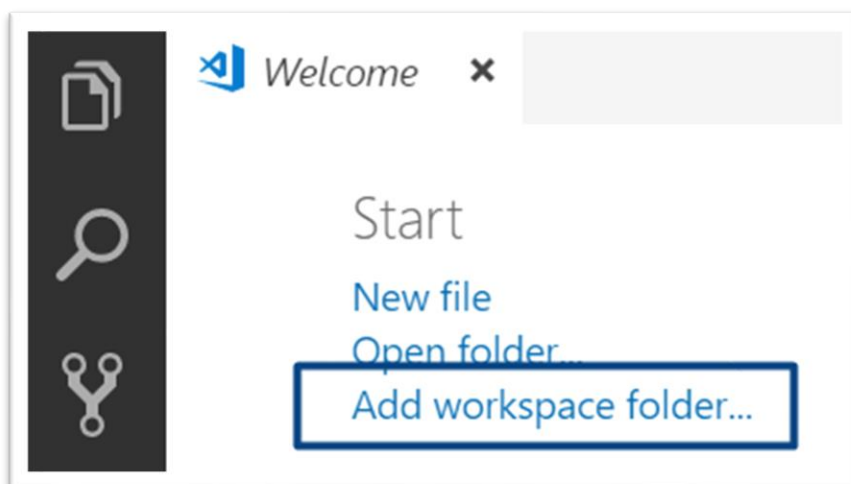 Welcome
Start
New file
Open folder...
Add workspace folder...